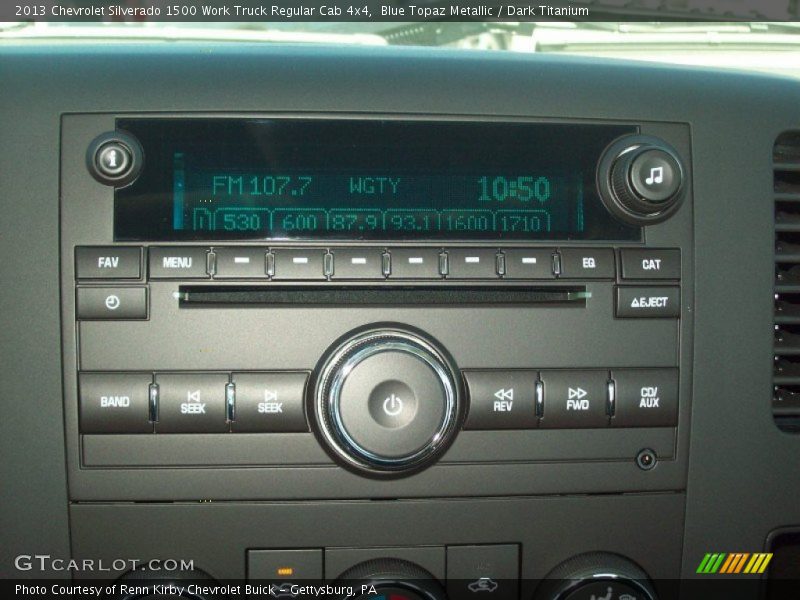 2013 Chevrolet Silverado 1500 Work Truck Regular Cab 4x4,  Blue Topaz Metallic / Dark Titanium
i
FM 107.7 WGTY 10:50
530 600 87.9 93.1 1600 1710
FAV MENU EQ CAT
EJECT
BAND SEEK SEEK REV FWD CD/
AUX
GTCARLOT.COM
Photo Courtesy of Renn Kirby Chevrolet Buick - Gettysburg, PA